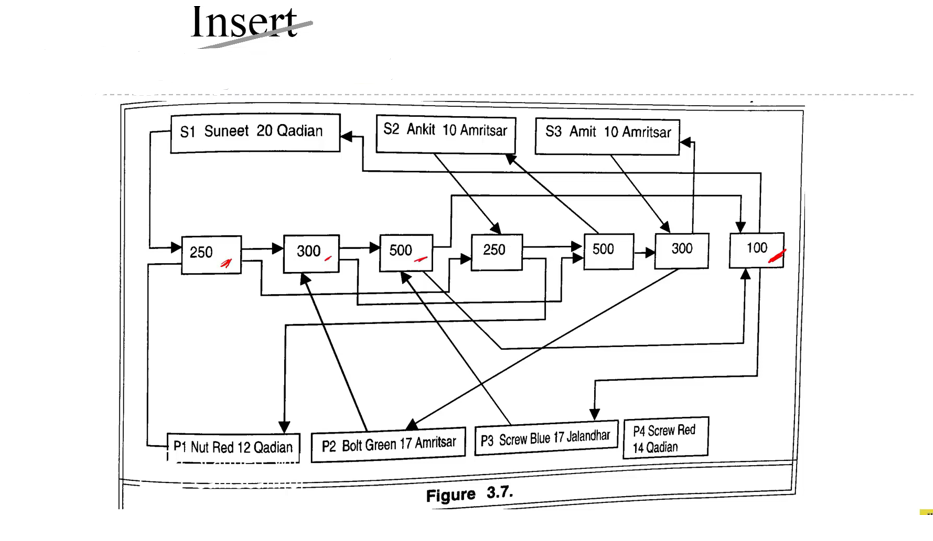 Insert
S1 Suneet 20 Qadian
S2 Ankit 10 Amritsar
S3 Amit 10 Amritsar
250
300
500
250
500
300
100
P1 Nut Red 12 Qadian
P2 Bolt Green 17 Amritsar
P3 Screw Blue 17 Jalandhar
P4 Screw Red
14 Qadian
Figure 3.7.